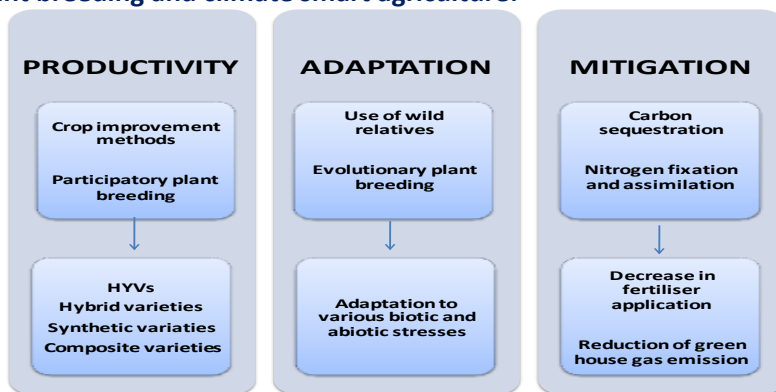 breeding and climate smart agriculture.
PRODUCTIVITY
Crop improvement
methods
Participatory plant
breeding
HYVs
Hybrid varieties
Synthetic variaties
Composite varieties
ADAPTATION
Use of wild
relatives
Evolutionary plant
breeding
Adaptation to
various biotic and
abiotic stresses
MITIGATION
Carbon
sequestration
Nitrogen fixation
and assimilation
Decrease in
fertiliser
application
Reduction of green
house gas emission